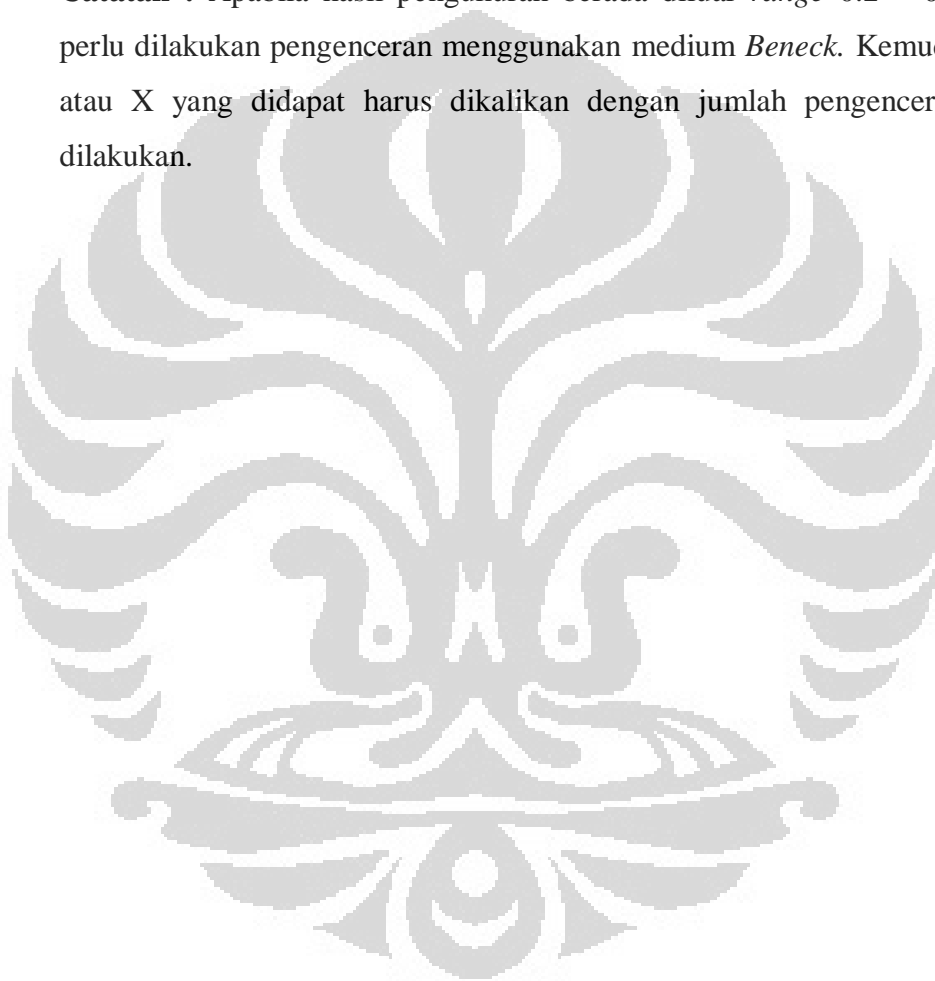 Catatan : Apabila hasil pengukuran berada diluar range 0.2 –
perlu dilakukan pengenceran menggunakan medium Beneck.
atau X yang didapat harus dikalikan dengan jumlah
dilakukan.